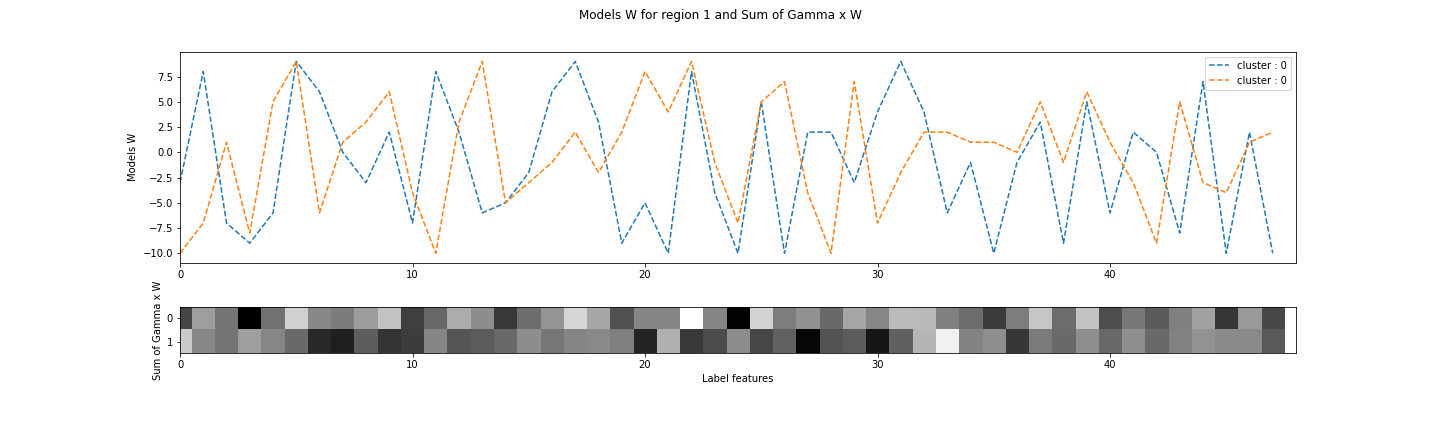 Models W for region 1 and Sum of Gamma x W
cluster : 0
cluster : 0
Models W
7.5
5.0
2.5
0.0
−2.5
−5.0
−7.5
−10.0
0 10 20 30 40
Sum of Gamma x W
0
1
0 10 20 30 40
Label features